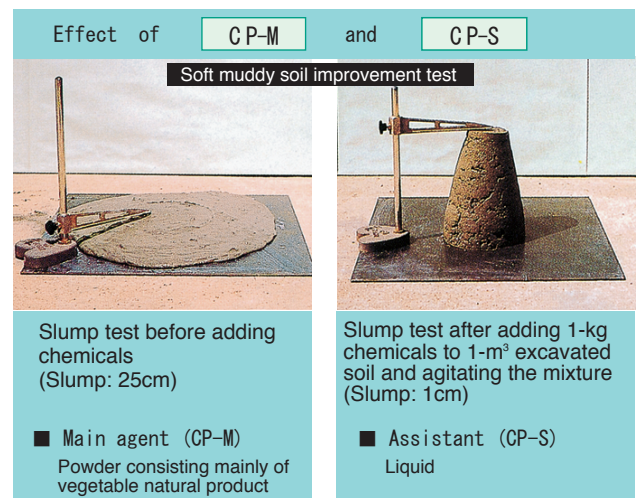 Effect of CP-M and CP-S
Soft muddy soil improvement test
Slump test before adding
chemicals
(Slump: 25cm)
■ Main agent (CP-M)
Powder consisting mainly of
vegetable natural product
Slump test after adding 1-kg
chemicals to 1-m³ excavated
soil and agitating the mixture
(Slump: 1cm)
■ Assistant (CP-S)
Liquid